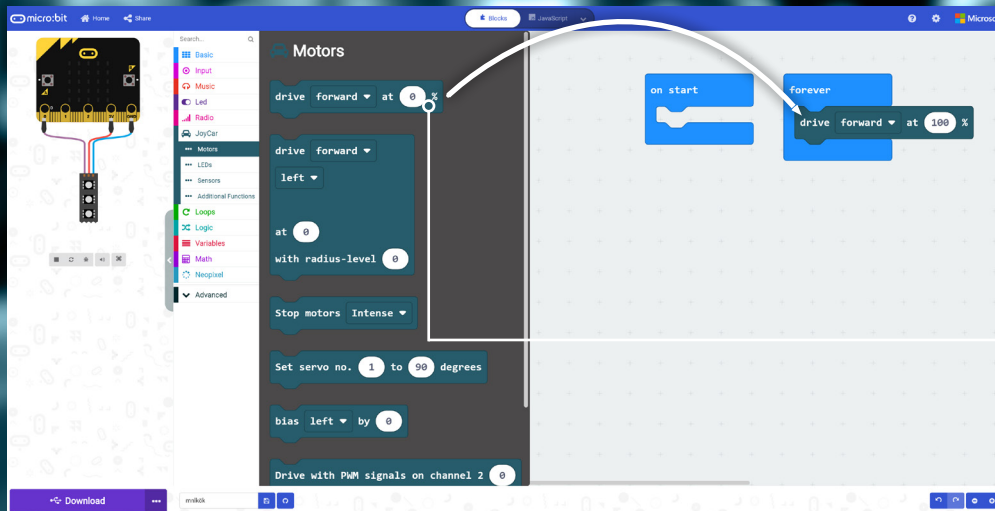 micro:bit Home Share Blocks JavaScript Microso
Search...
Basic
Input
Music
Led
Radio
JoyCar
Motors
LEDs
Sensors
Additional Functions
Loops
Logic
Variables
Math
Neopixel
Advanced
Motors
drive forward at 0 %
drive forward
left
at 0
with radius-level 0
Stop motors Intense
Set servo no. 1 to 90 degrees
bias left by 0
Drive with PWM signals on channel 2 0
on start
forever
drive forward at 100 %
Download